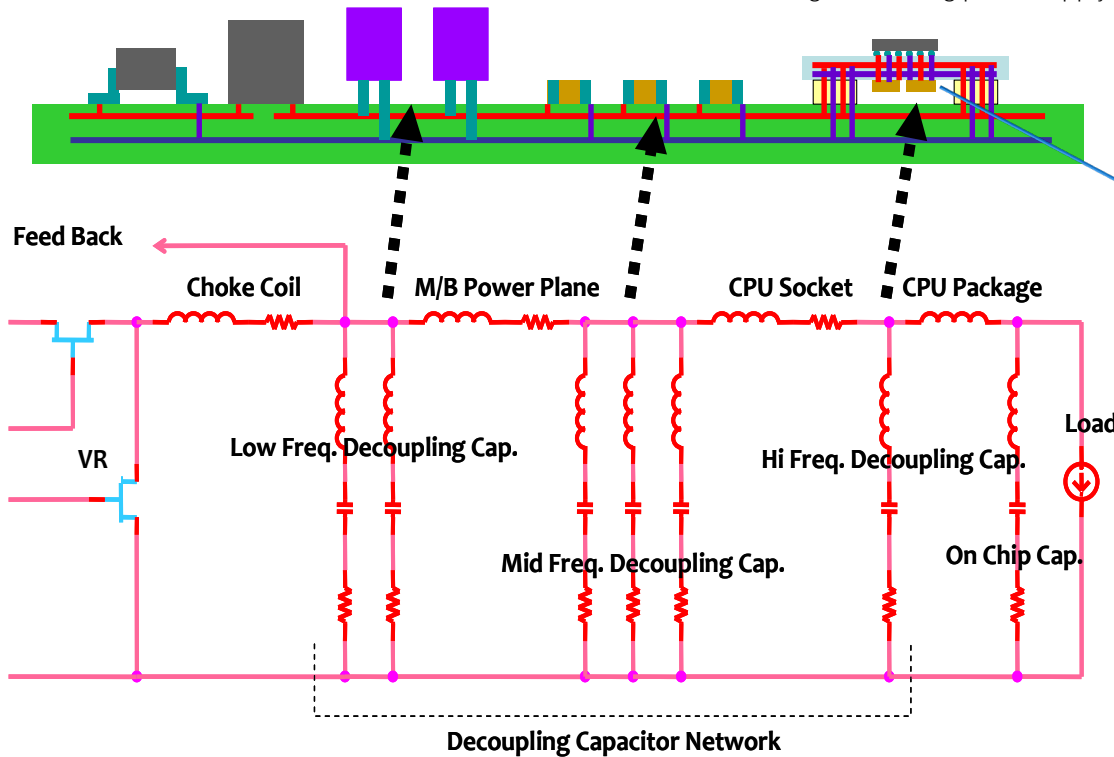 Feed Back
Choke Coil
M/B Power Plane
CPU Socket
CPU Package
VR
Low Freq. Decoupling Cap.
Hi Freq. Decoupling Cap.
Load
Mid Freq. Decoupling Cap.
On Chip Cap.
Decoupling Capacitor Network